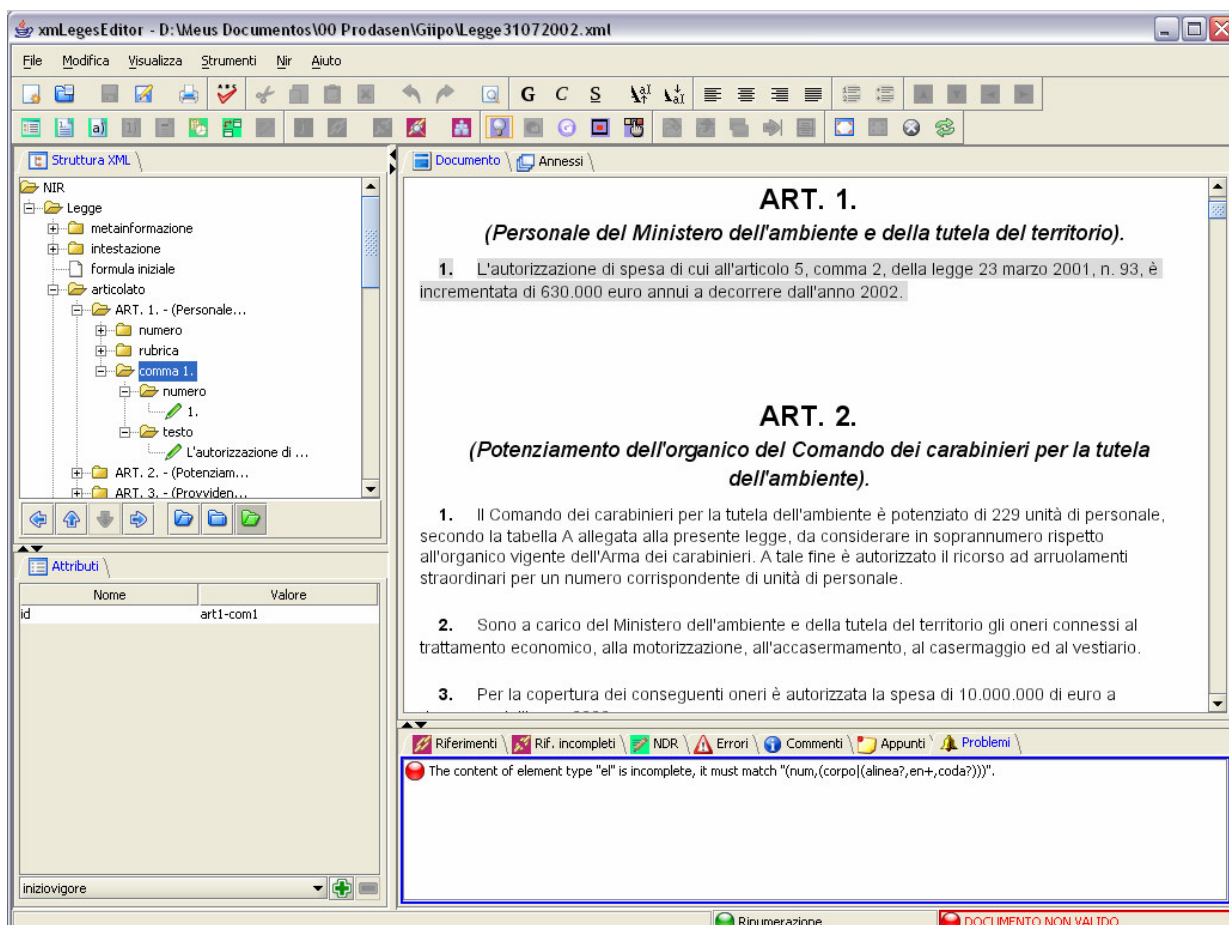 xmLegesEditor - D:\Meus Documentos\00 Prodasen\Giipo\Legge31072002.xml
File Modifica Visualizza Strumenti Nir Aiuto
G C S
Struttura XML
NIR
Legge
metainformazione
intestazione
formula iniziale
articolato
ART. 1. - (Personale...
numero
rubrica
comma 1.
numero
1.
testo
L'autorizzazione di ...
ART. 2. - (Potenziam...
ART. 3. - (Provviden...
Attributi
Nome Valore
id art1-com1
iniziovigore
Documento Annessi
ART. 1.
(Personale del Ministero dell'ambiente e della tutela del territorio).
1. L'autorizzazione di spesa di cui all'articolo 5, comma 2, della legge 23 marzo 2001, n. 93, è
incrementata di 630.000 euro annui a decorrere dall'anno 2002.
ART. 2.
(Potenziamento dell'organico del Comando dei carabinieri per la tutela
dell'ambiente).
1. Il Comando dei carabinieri per la tutela dell'ambiente è potenziato di 229 unità di personale,
secondo la tabella A allegata alla presente legge, da considerare in soprannumero rispetto
all'organico vigente dell'Arma dei carabinieri. A tale fine è autorizzato il ricorso ad arruolamenti
straordinari per un numero corrispondente di unità di personale.
2. Sono a carico del Ministero dell'ambiente e della tutela del territorio gli oneri connessi al
trattamento economico, alla motorizzazione, all'accasermamento, al casermaggio ed al vestiario.
3. Per la copertura dei conseguenti oneri è autorizzata la spesa di 10.000.000 di euro a
Riferimenti Rif. incompleti NDR Errori Commenti Appunti Problemi
The content of element type "el" is incomplete, it must match "(num,(corpo|(alinea?,en+,coda?)))".
Rinumerazione DOCUMENTO NON VALIDO